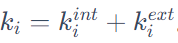 k_i = k_i^{int} + k_i^{ext}.